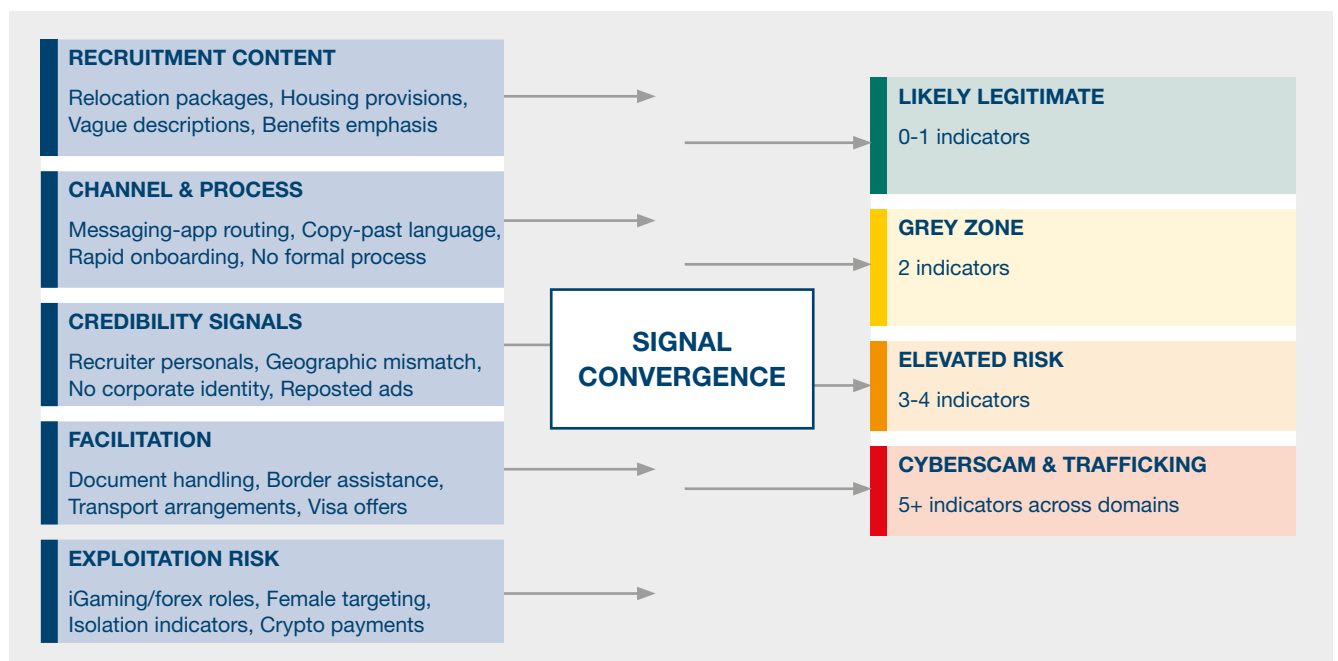 RECRUITMENT CONTENT
Relocation packages, Housing provisions,
Vague descriptions, Benefits emphasis
CHANNEL & PROCESS
Messaging-app routing, Copy-past language,
Rapid onboarding, No formal process
CREDIBILITY SIGNALS
Recruiter personals, Geographic mismatch,
No corporate identity, Reposted ads
FACILITATION
Document handling, Border assistance,
Transport arrangements, Visa offers
EXPLOITATION RISK
iGaming/forex roles, Female targeting,
Isolation indicators, Crypto payments
SIGNAL
CONVERGENCE
LIKELY LEGITIMATE
0-1 indicators
GREY ZONE
2 indicators
ELEVATED RISK
3-4 indicators
CYBERSCAM & TRAFFICKING
5+ indicators across domains